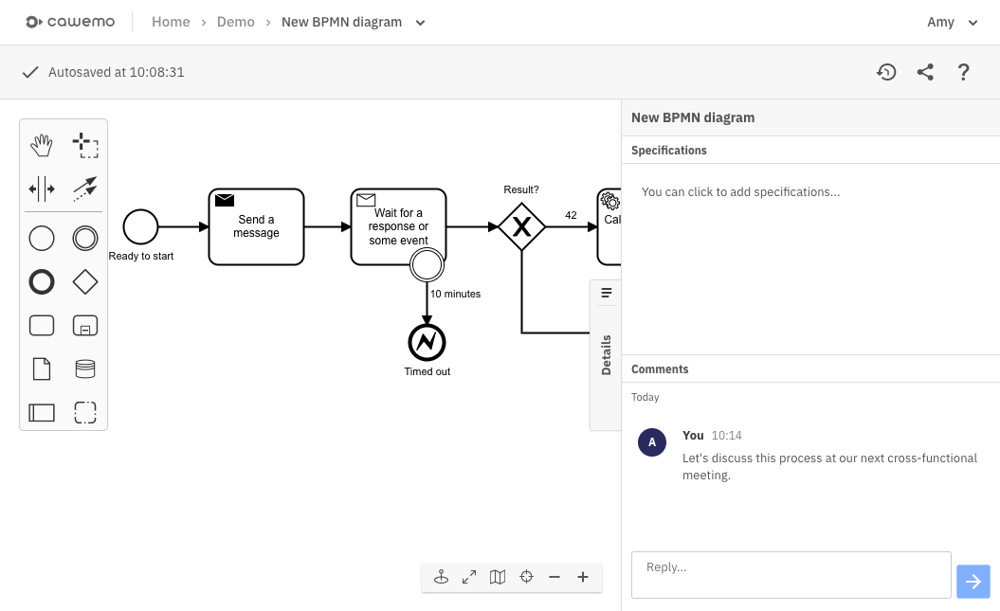 cawemo
Home
Demo
New BPMN diagram
Amy
Autosaved at 10:08:31
?
Ready to start
Send a
message
Wait for a
response or
some event
10 minutes
Timed out
Result?
42
Cal
Details
New BPMN diagram
Specifications
You can click to add specifications...
Comments
Today
A
You 10:14
Let's discuss this process at our next cross-functional
meeting.
Reply...